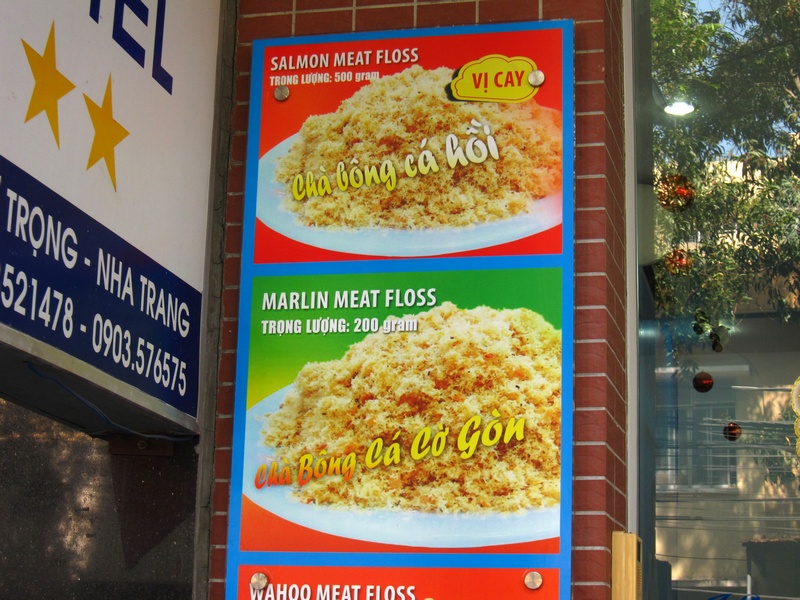 TEL
TRỌNG - NHA TRANG
521478 - 0903.576575
SALMON MEAT FLOSS
TRỌNG LƯỢNG: 500 gram
VỊ CAY
Chà bông cá hồi
MARLIN MEAT FLOSS
TRỌNG LƯỢNG: 200 gram
Chà Bông Cá Cờ Gòn
WAHOO MEAT FLOSS